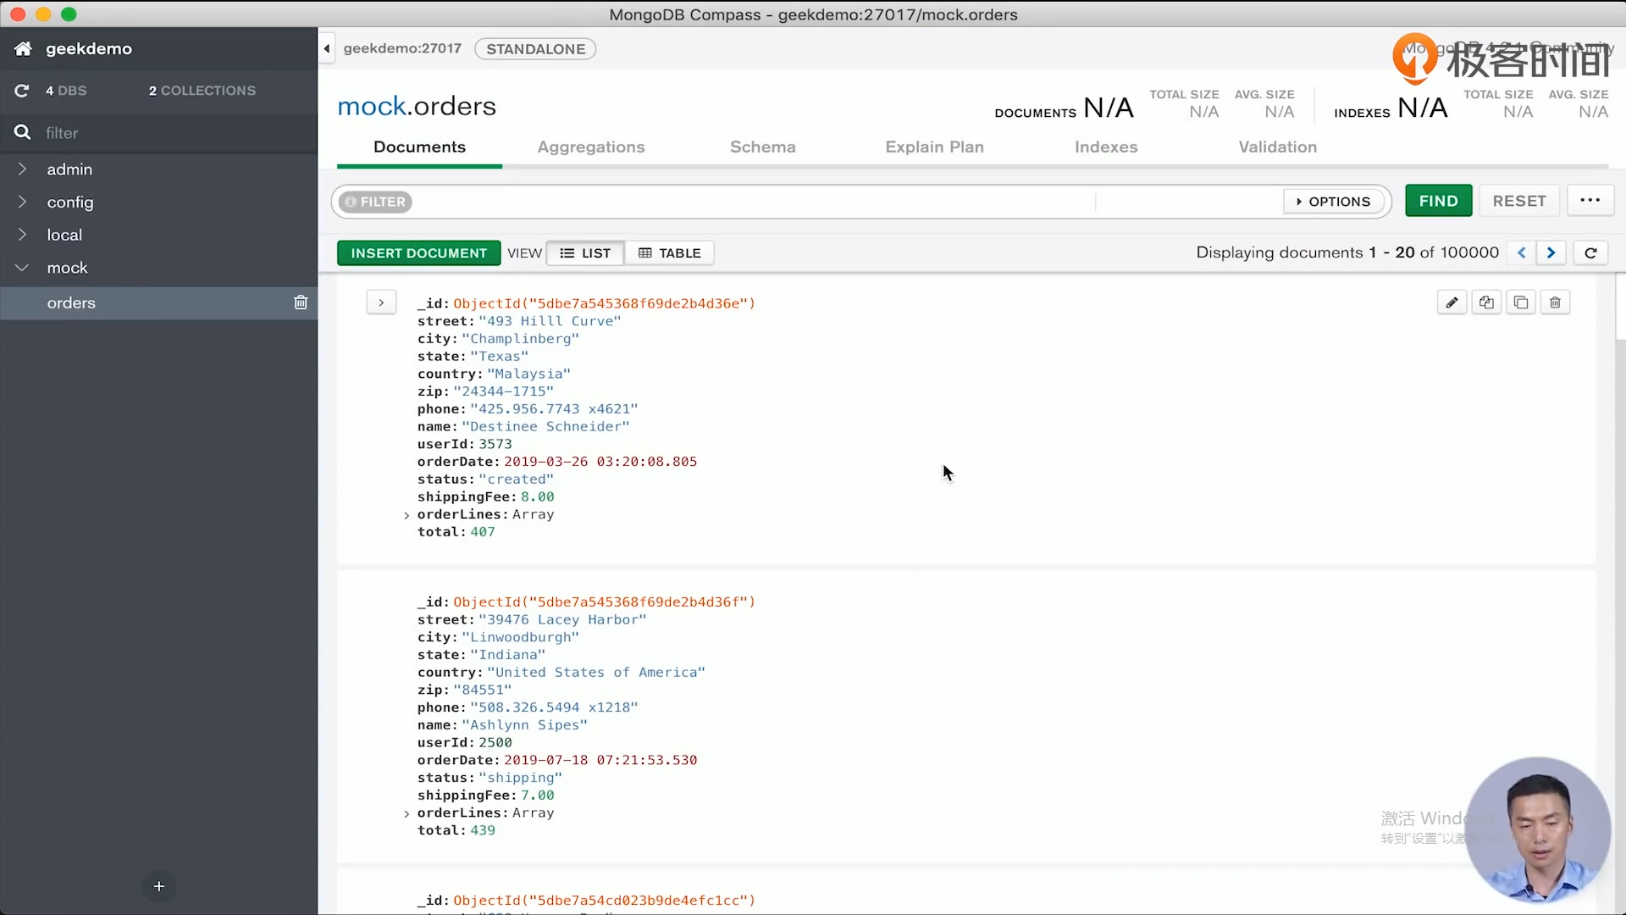 MongoDB Compass - geekdemo:27017/mock.orders
geekdemo
geekdemo:27017
STANDALONE
极客时间
4 DBS
2 COLLECTIONS
mock.orders
DOCUMENTS N/A
TOTAL SIZE
N/A
AVG. SIZE
N/A
INDEXES N/A
TOTAL SIZE
N/A
AVG. SIZE
N/A
filter
Documents
Aggregations
Schema
Explain Plan
Indexes
Validation
admin
config
local
mock
orders
FILTER
OPTIONS
FIND
RESET
INSERT DOCUMENT
VIEW
LIST
TABLE
Displaying documents 1 - 20 of 100000
_id: ObjectId("5dbe7a545368f69de2b4d36e")
street: "493 Hilll Curve"
city: "Champlinberg"
state: "Texas"
country: "Malaysia"
zip: "24344-1715"
phone: "425.956.7743 x4621"
name: "Destinee Schneider"
userId: 3573
orderDate: 2019-03-26 03:20:08.805
status: "created"
shippingFee: 8.00
orderLines: Array
total: 407
_id: ObjectId("5dbe7a545368f69de2b4d36f")
street: "39476 Lacey Harbor"
city: "Linwoodburgh"
state: "Indiana"
country: "United States of America"
zip: "84551"
phone: "508.326.5494 x1218"
name: "Ashlynn Sipes"
userId: 2500
orderDate: 2019-07-18 07:21:53.530
status: "shipping"
shippingFee: 7.00
orderLines: Array
total: 439
_id: ObjectId("5dbe7a54cd023b9de4efc1cc")
激活 Windows
转到"设置"以激